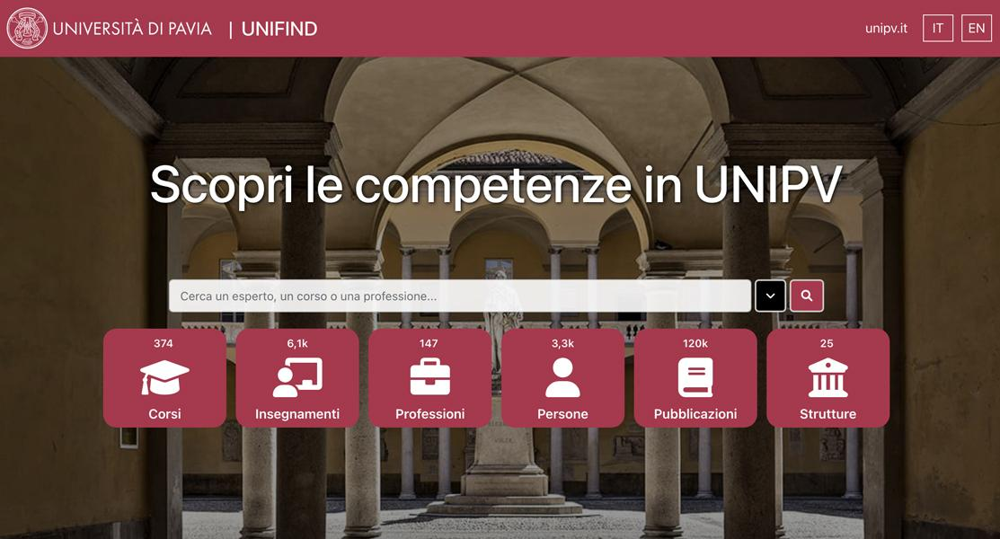 UNIVERSITÀ DI PAVIA | UNIFIND
unipv.it IT EN
Scopri le competenze in UNIPV
Cerca un esperto, un corso o una professione...
374
Corsi
6,1k
Insegnamenti
147
Professioni
3,3k
Persone
120k
Pubblicazioni
25
Strutture